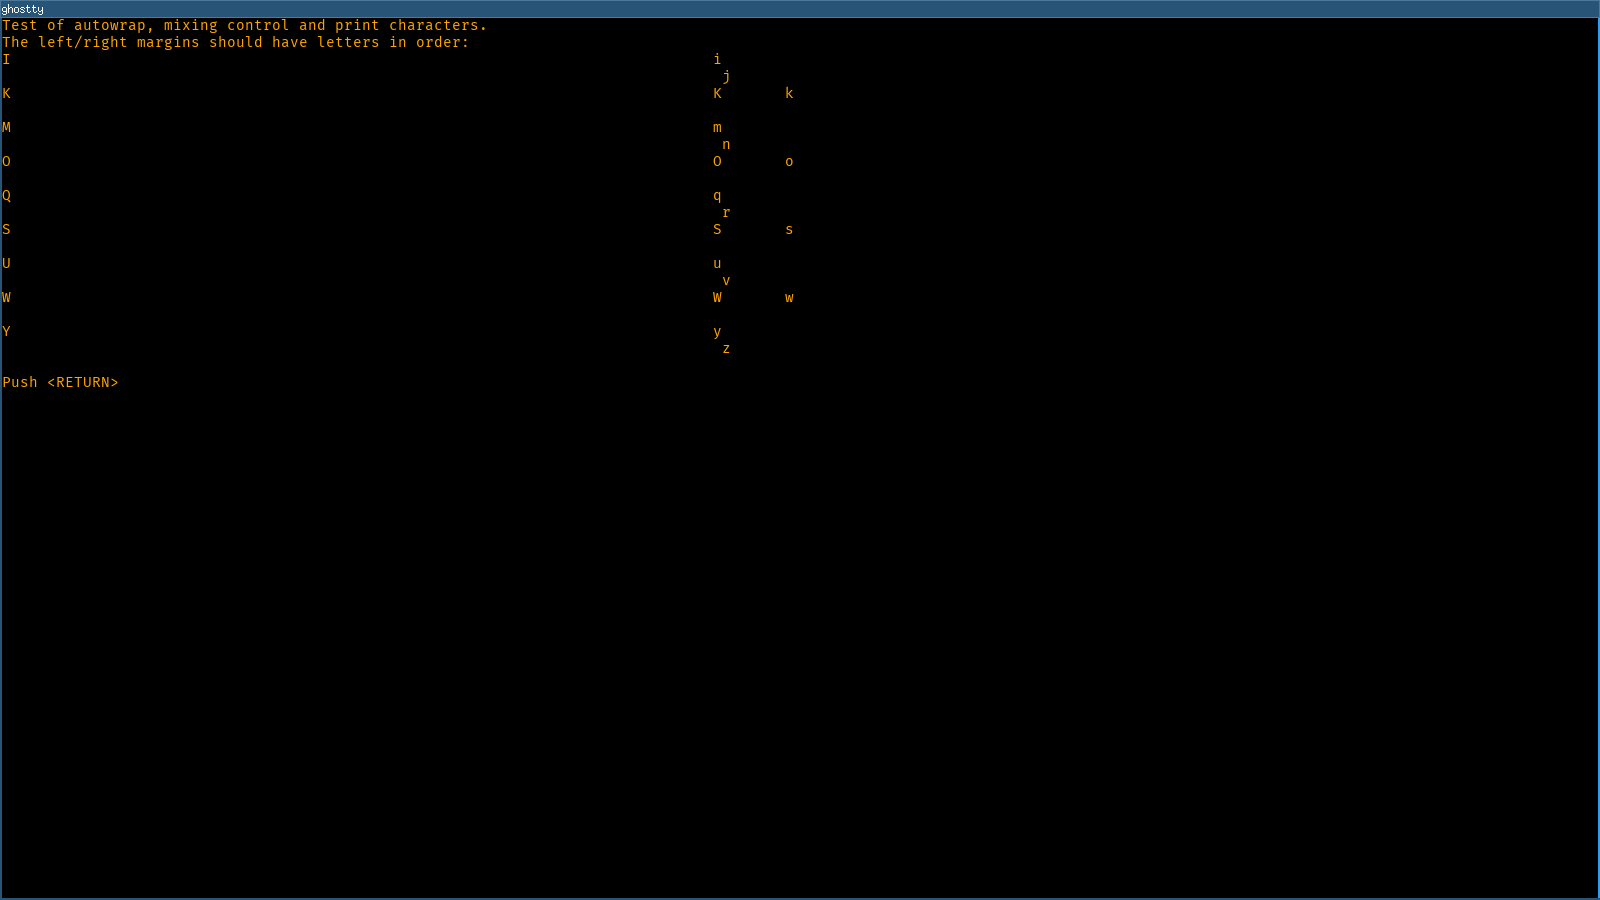 ghostty
Test of autowrap, mixing control and print characters.
The left/right margins should have letters in order:
I i
j
K K k
M m
n
O O o
Q q
r
S S s
U u
v
W W w
Y y
z
Push <RETURN>